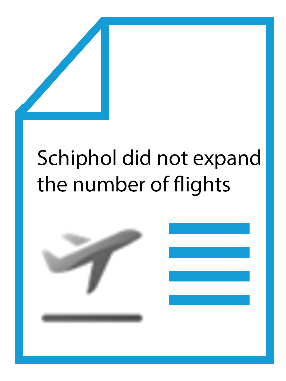 Schiphol did not expand
the number of flights